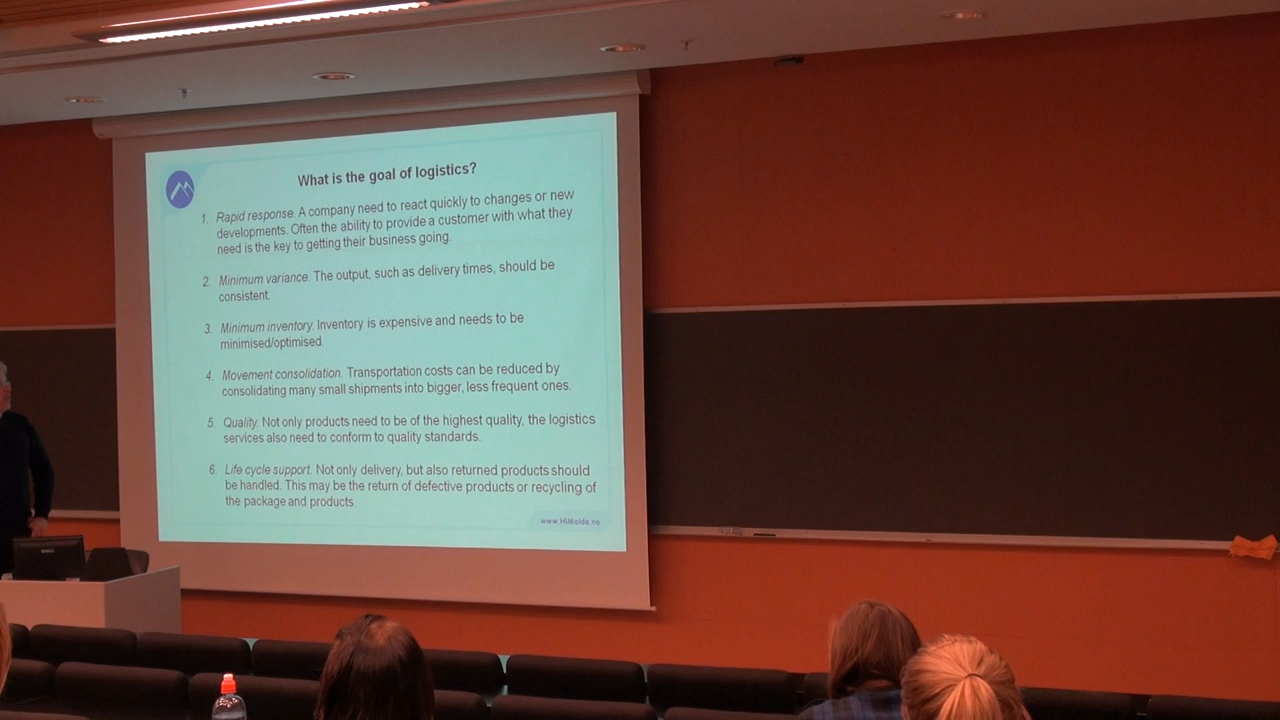 What is the goal of logistics?
1. Rapid response. A company need to react quickly to changes or new
developments. Often the ability to provide a customer with what they
need is the key to getting their business going.
2. Minimum variance. The output, such as delivery times, should be
consistent.
3. Minimum inventory. Inventory is expensive and needs to be
minimised/optimised.
4. Movement consolidation. Transportation costs can be reduced by
consolidating many small shipments into bigger, less frequent ones.
5. Quality. Not only products need to be of the highest quality, the logistics
services also need to conform to quality standards.
6. Life cycle support. Not only delivery, but also returned products should
be handled. This may be the return of defective products or recycling of
the package and products.
www.HiMolde.no